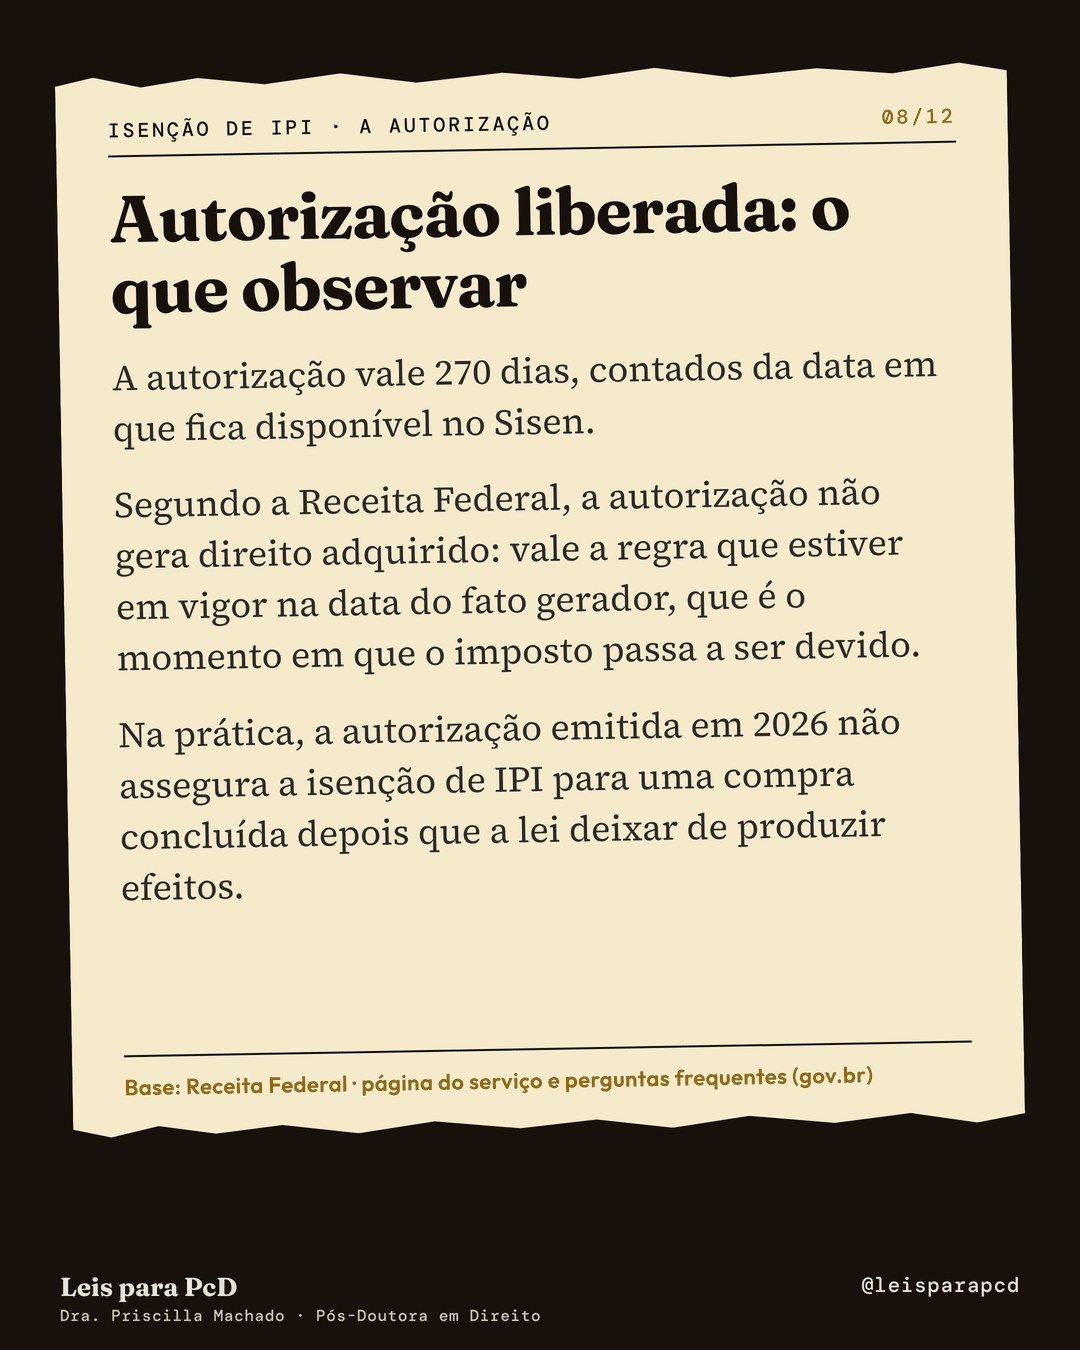 ISENÇÃO DE IPI · A AUTORIZAÇÃO
08/12
Autorização liberada: o
que observar
A autorização vale 270 dias, contados da data em
que fica disponível no Sisen.
Segundo a Receita Federal, a autorização não
gera direito adquirido: vale a regra que estiver
em vigor na data do fato gerador, que é o
momento em que o imposto passa a ser devido.
Na prática, a autorização emitida em 2026 não
assegura a isenção de IPI para uma compra
concluída depois que a lei deixar de produzir
efeitos.
Base: Receita Federal · página do serviço e perguntas frequentes (gov.br)
Leis para PcD
@leisparapcd
Dra. Priscilla Machado · Pós-Doutora em Direito